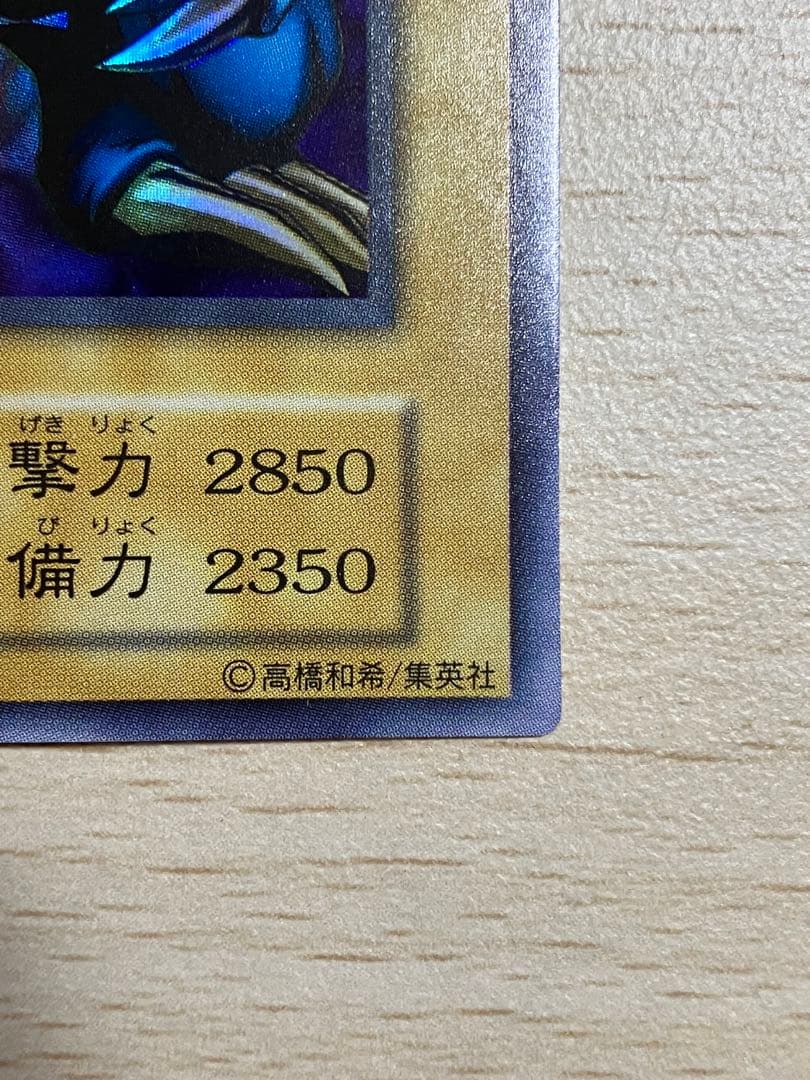 げき りょく
撃力 2850
び りょく
備力 2350
©高橋和希/集英社